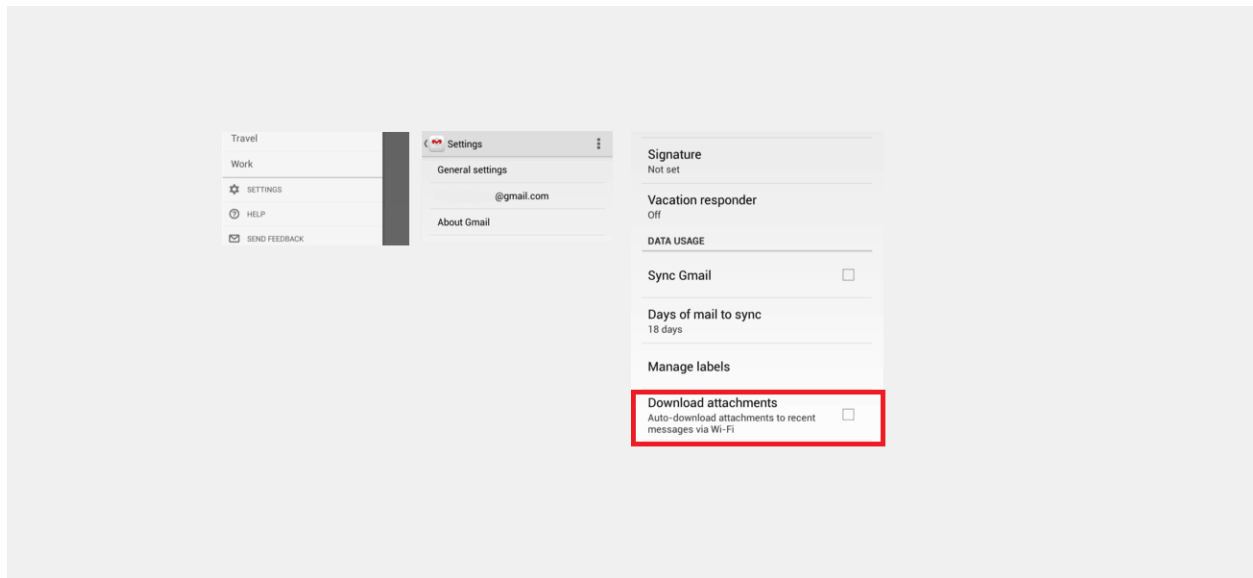 Travel
Work
SETTINGS
HELP
SEND FEEDBACK
Settings
General settings
@gmail.com
About Gmail
Signature
Not set
Vacation responder
Off
DATA USAGE
Sync Gmail
Days of mail to sync
18 days
Manage labels
Download attachments
Auto-download attachments to recent
messages via Wi-Fi